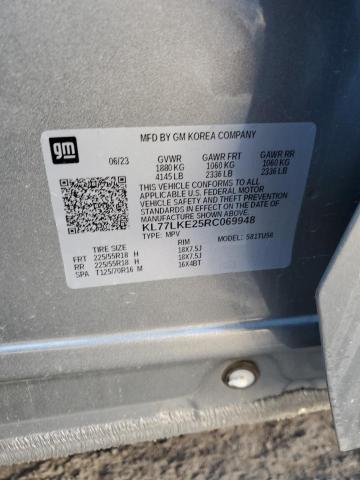 gm
MFD BY GM KOREA COMPANY
06/23 GVWR GAWR FRT GAWR RR
1880 KG 1060 KG 1060 KG
4145 LB 2336 LB 2336 LB
THIS VEHICLE CONFORMS TO ALL
APPLICABLE U.S. FEDERAL MOTOR
VEHICLE SAFETY AND THEFT PREVENTION
STANDARDS IN EFFECT ON THE DATE OF
MANUFACTURE SHOWN ABOVE.
KL77LKE25RC069948
TYPE: MPV MODEL: 581TU56
TIRE SIZE RIM
FRT 225/55R18 H 18X7.5J
RR 225/55R18 H 18X7.5J
SPA T125/70R16 M 16X4BT